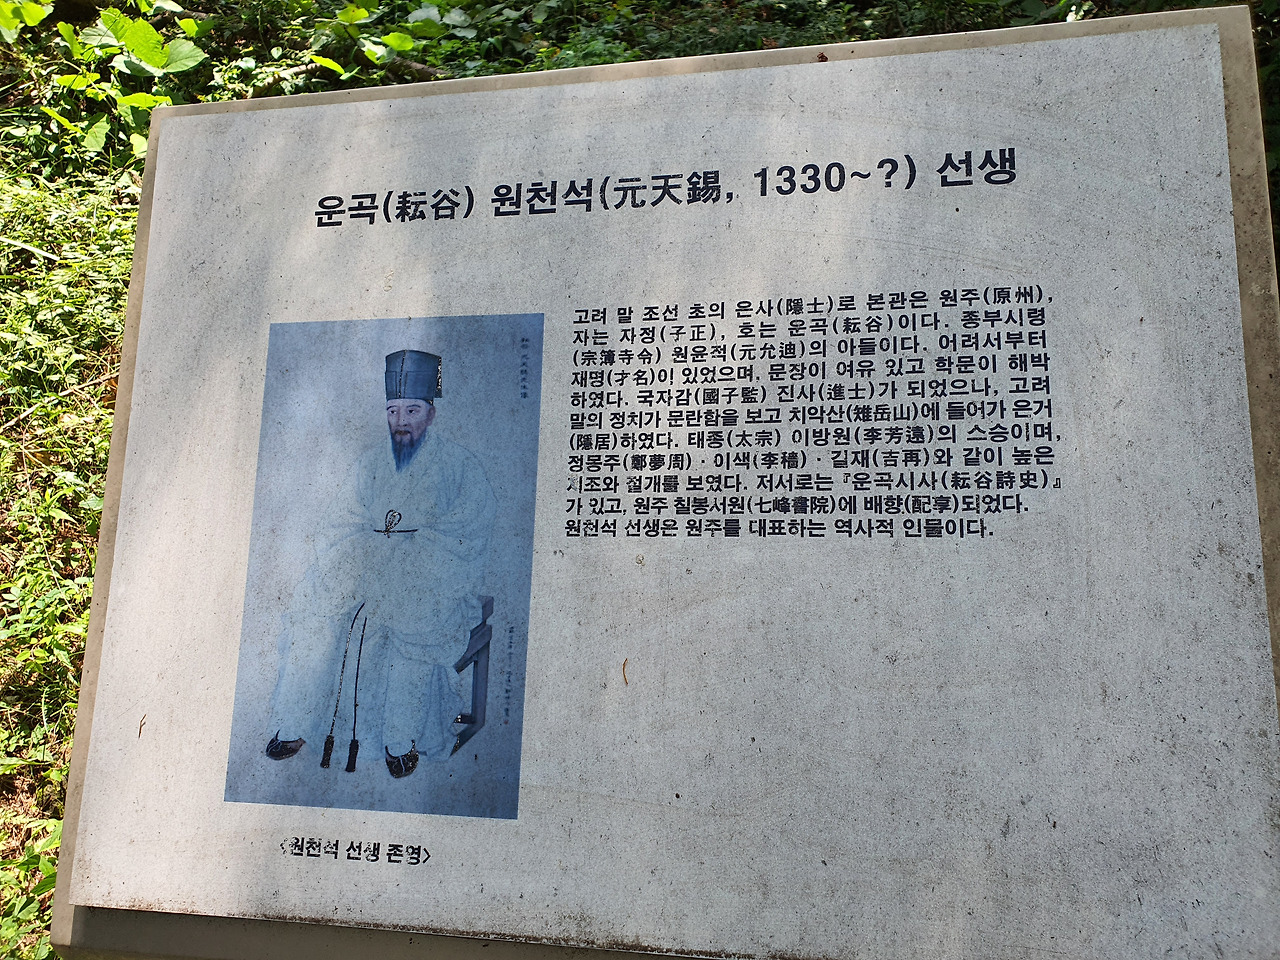 운곡(耘谷) 원천석(元天錫, 1330~?) 선생
고려 말 조선 초의 은사(隱士)로 본관은 원주(原州),
자는 자정(子正), 호는 운곡(耘谷)이다. 종부시령
(宗簿寺令) 원윤적(元允迪)의 아들이다. 어려서부터
재명(才名)이 있었으며, 문장이 여유 있고 학문이 해박
하였다. 국자감(國子監) 진사(進士)가 되었으나, 고려
말의 정치가 문란함을 보고 치악산(雉岳山)에 들어가 은거
(隱居)하였다. 태종(太宗) 이방원(李芳遠)의 스승이며,
정몽주(鄭夢周) · 이색(李穡) · 길재(吉再)와 같이 높은
지조와 절개를 보였다. 저서로는 『운곡시사(耘谷詩史)』
가 있고, 원주 칠봉서원(七峰書院)에 배향(配享)되었다.
원천석 선생은 원주를 대표하는 역사적 인물이다.
<원천석 선생 존영>